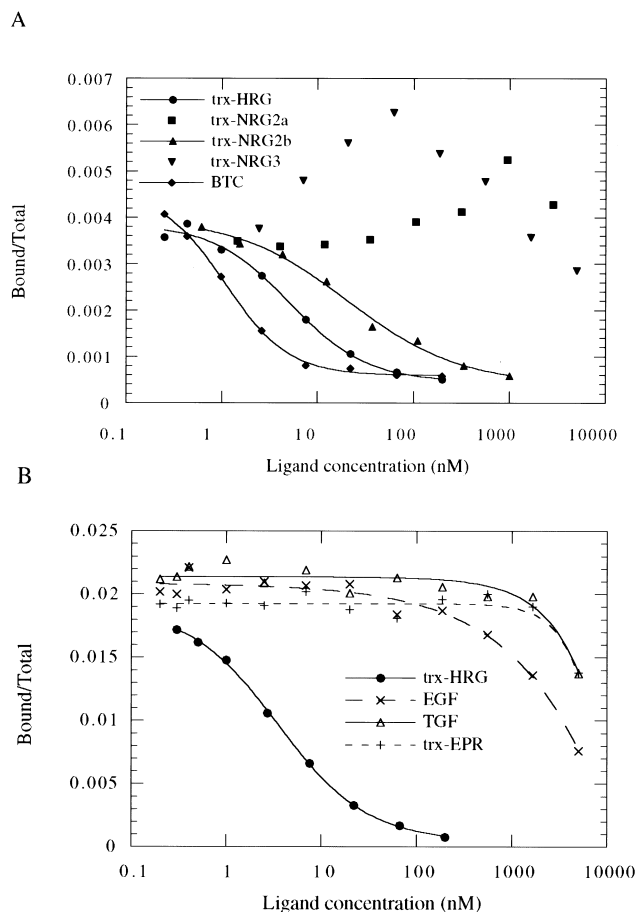 A
0.007
0.006
0.005
0.004
0.003
0.002
0.001
0
Bound/Total
trx-HRG
trx-NRG2a
trx-NRG2b
trx-NRG3
BTC
0.1 1 10 100 1000 10000
Ligand concentration (nM)
B
0.025
0.02
0.015
0.01
0.005
0
Bound/Total
trx-HRG
EGF
TGF
trx-EPR
0.1 1 10 100 1000 10000
Ligand concentration (nM)